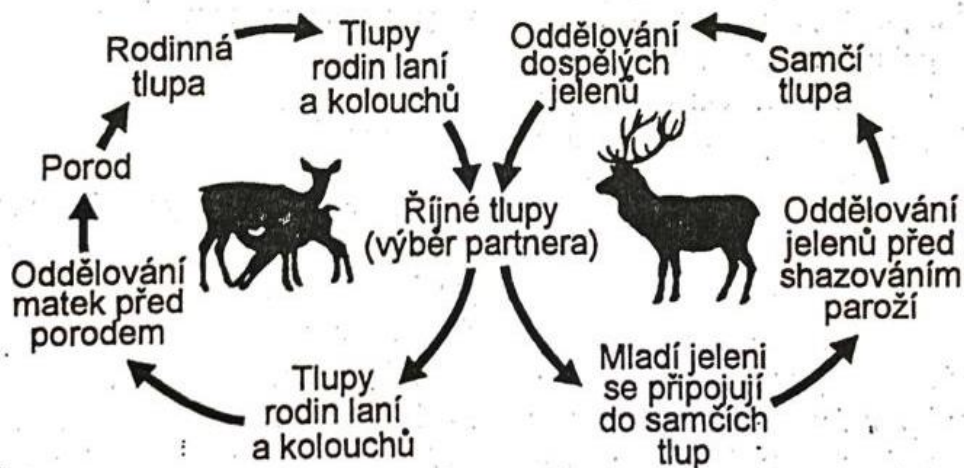 Rodinná
tlupa
Tlupy
rodin laní
a kolouchů
Oddělování
dospělých
jelenů
Samčí
tlupa
Porod
Říjné tlupy
(výběr partnera)
Oddělování
jelenů před
shazováním
paroží
Oddělování
matek před
porodem
Tlupy
rodin laní
a kolouchů
Mladí jeleni
se připojují
do samčích
tlup